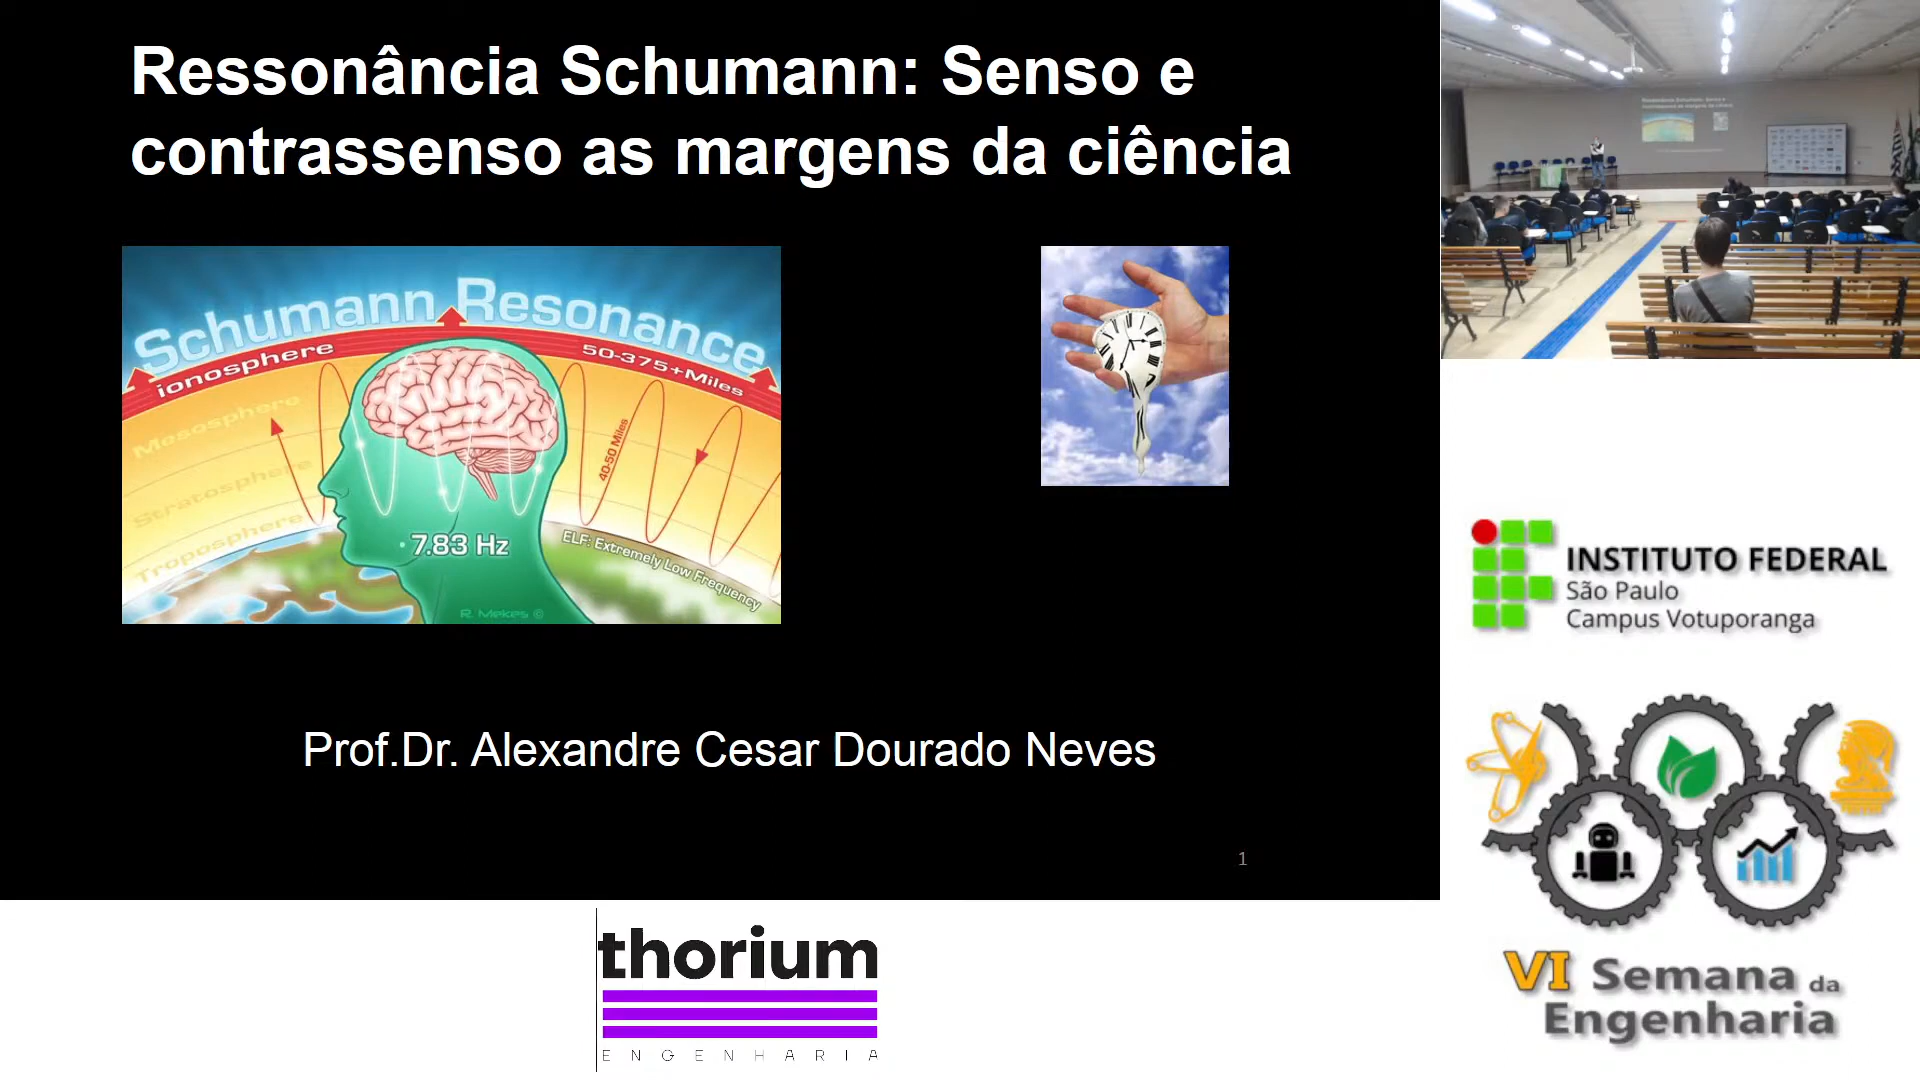 Ressonância Schumann: Senso e
contrassenso as margens da ciência
Schumann Resonance
ionosphere
50-375+Miles
Mesosphere
Stratosphere
Troposphere
40-50 Miles
7.83 Hz
ELF: Extremely Low Frequency
R. Mekes ©
Prof.Dr. Alexandre Cesar Dourado Neves
1
INSTITUTO FEDERAL
São Paulo
Campus Votuporanga
VI Semana da
Engenharia
thorium
ENGENHARIA